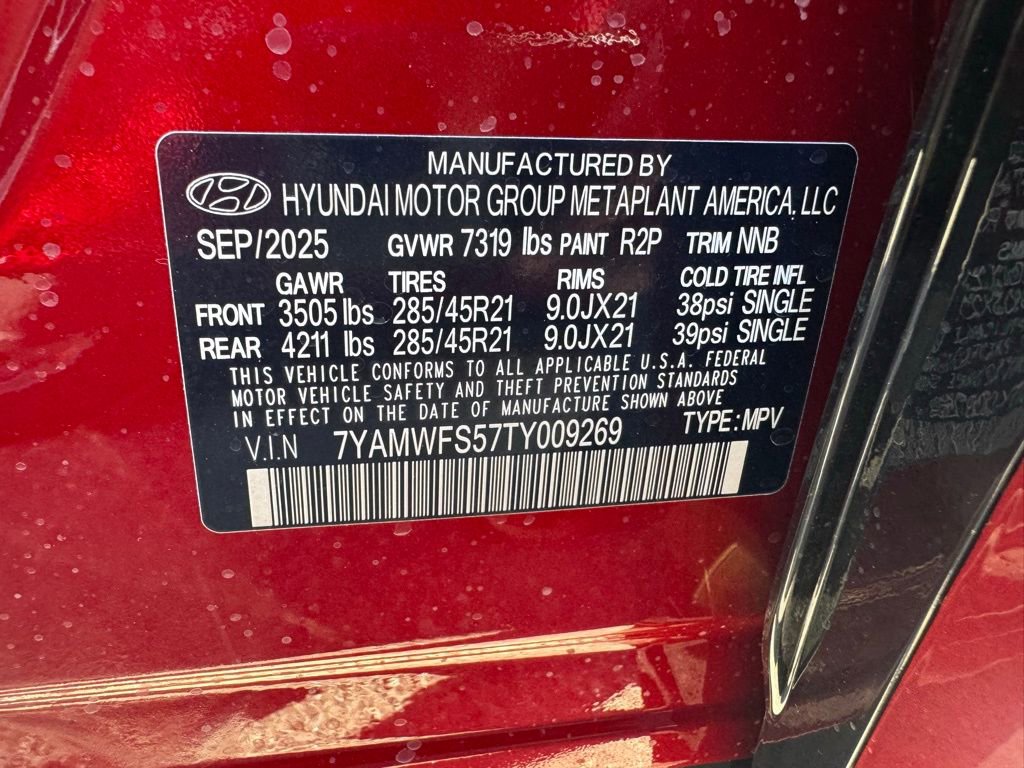 MANUFACTURED BY
HYUNDAI MOTOR GROUP METAPLANT AMERICA, LLC
SEP/2025 GVWR 7319 lbs PAINT R2P TRIM NNB
GAWR TIRES RIMS COLD TIRE INFL
FRONT 3505 lbs 285/45R21 9.0JX21 38psi SINGLE
REAR 4211 lbs 285/45R21 9.0JX21 39psi SINGLE
THIS VEHICLE CONFORMS TO ALL APPLICABLE U.S.A. FEDERAL
MOTOR VEHICLE SAFETY AND THEFT PREVENTION STANDARDS
IN EFFECT ON THE DATE OF MANUFACTURE SHOWN ABOVE
V.I.N 7YAMWFS57TY009269 TYPE : MPV